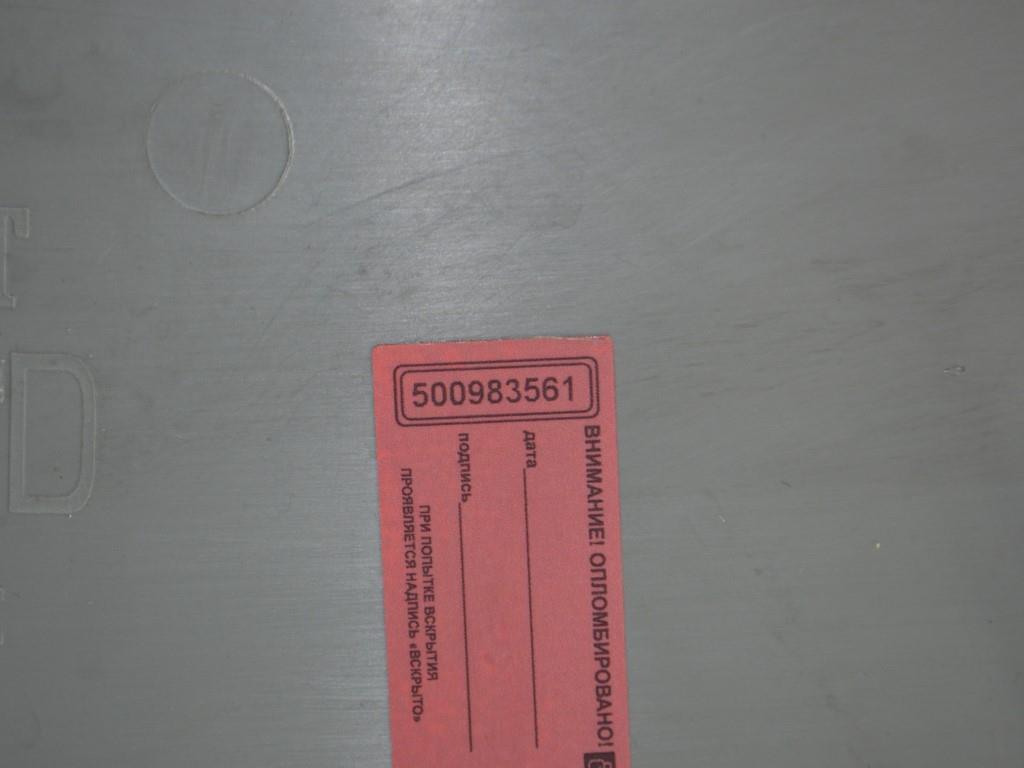 500983561
ВНИМАНИЕ! ОПЛОМБИРОВАНО!
дата
подпись
ПРИ ПОПЫТКЕ ВСКРЫТИЯ
ПРОЯВЛЯЕТСЯ НАДПИСЬ «ВСКРЫТО»
T
D